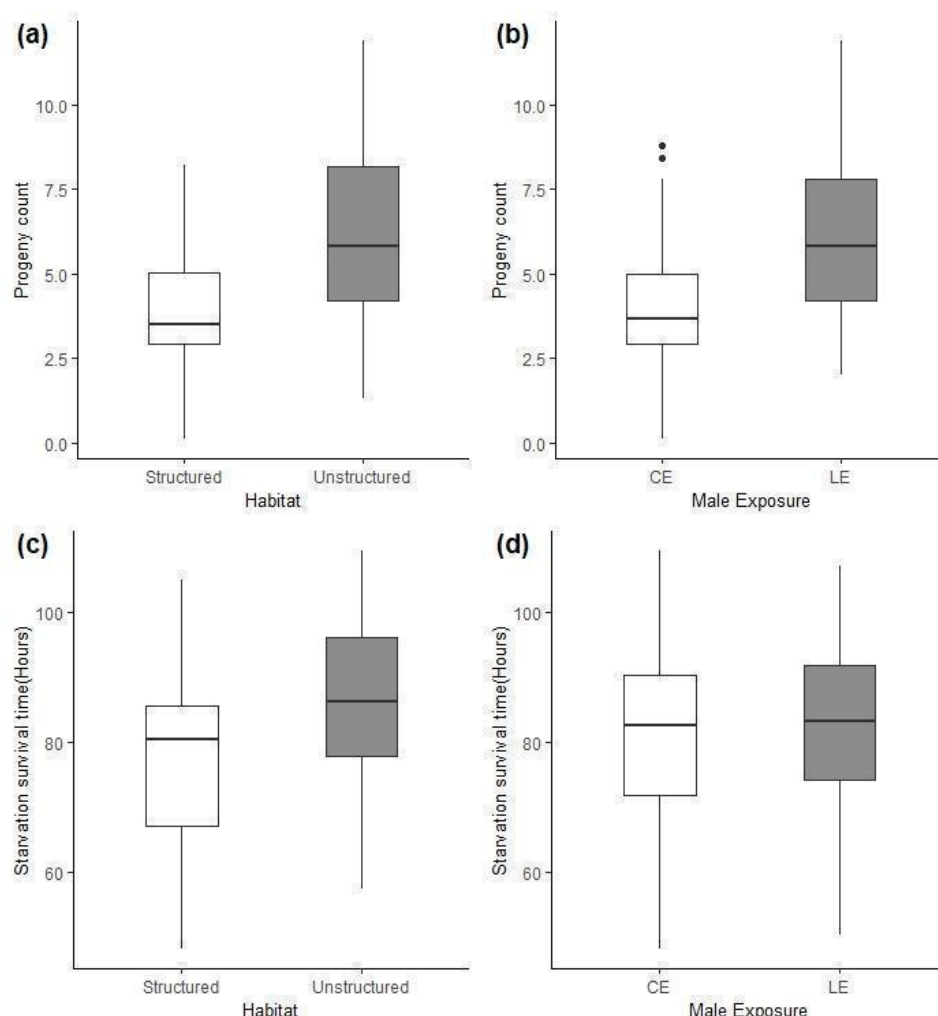 (a)
Progeny count
10.0
7.5
5.0
2.5
0.0
Structured Unstructured
Habitat
(b)
Progeny count
10.0
7.5
5.0
2.5
0.0
CE LE
Male Exposure
(c)
Starvation survival time(Hours)
100
80
60
Structured Unstructured
Habitat
(d)
Starvation survival time(Hours)
100
80
60
CE LE
Male Exposure